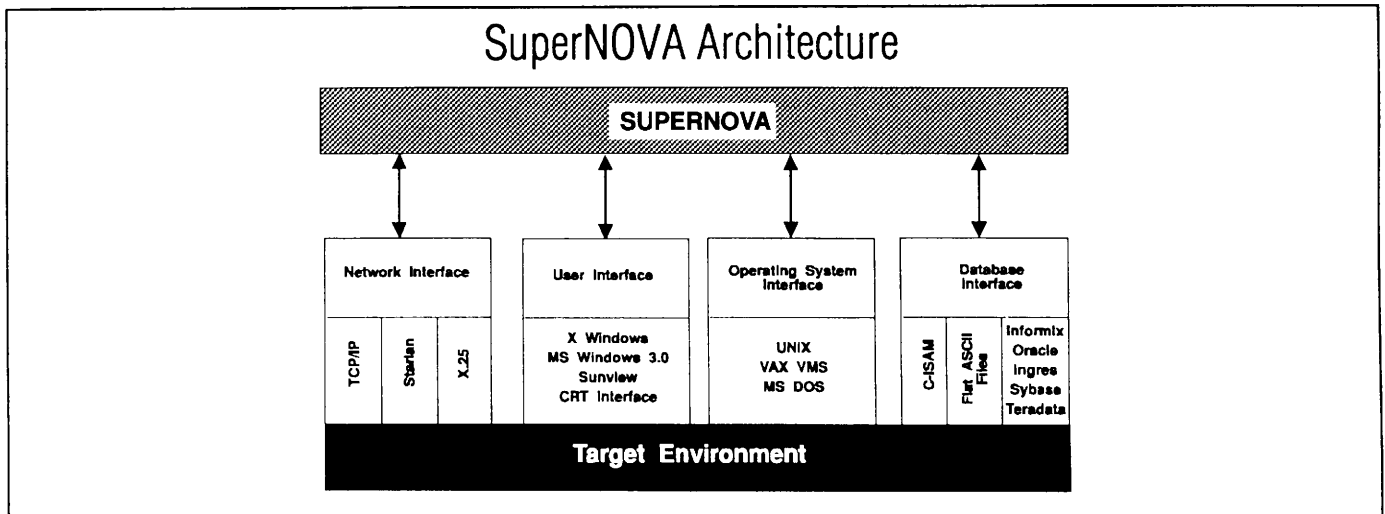 SuperNOVA Architecture
SUPERNOVA
Network Interface
TCP/IP
Starlan
X.25
User Interface
X Windows
MS Windows 3.0
Sunview
CRT Interface
Operating System
Interface
UNIX
VAX VMS
MS DOS
Database
Interface
C-ISAM
Flat ASCII
Files
Informix
Oracle
Ingres
Sybase
Teradata
Target Environment